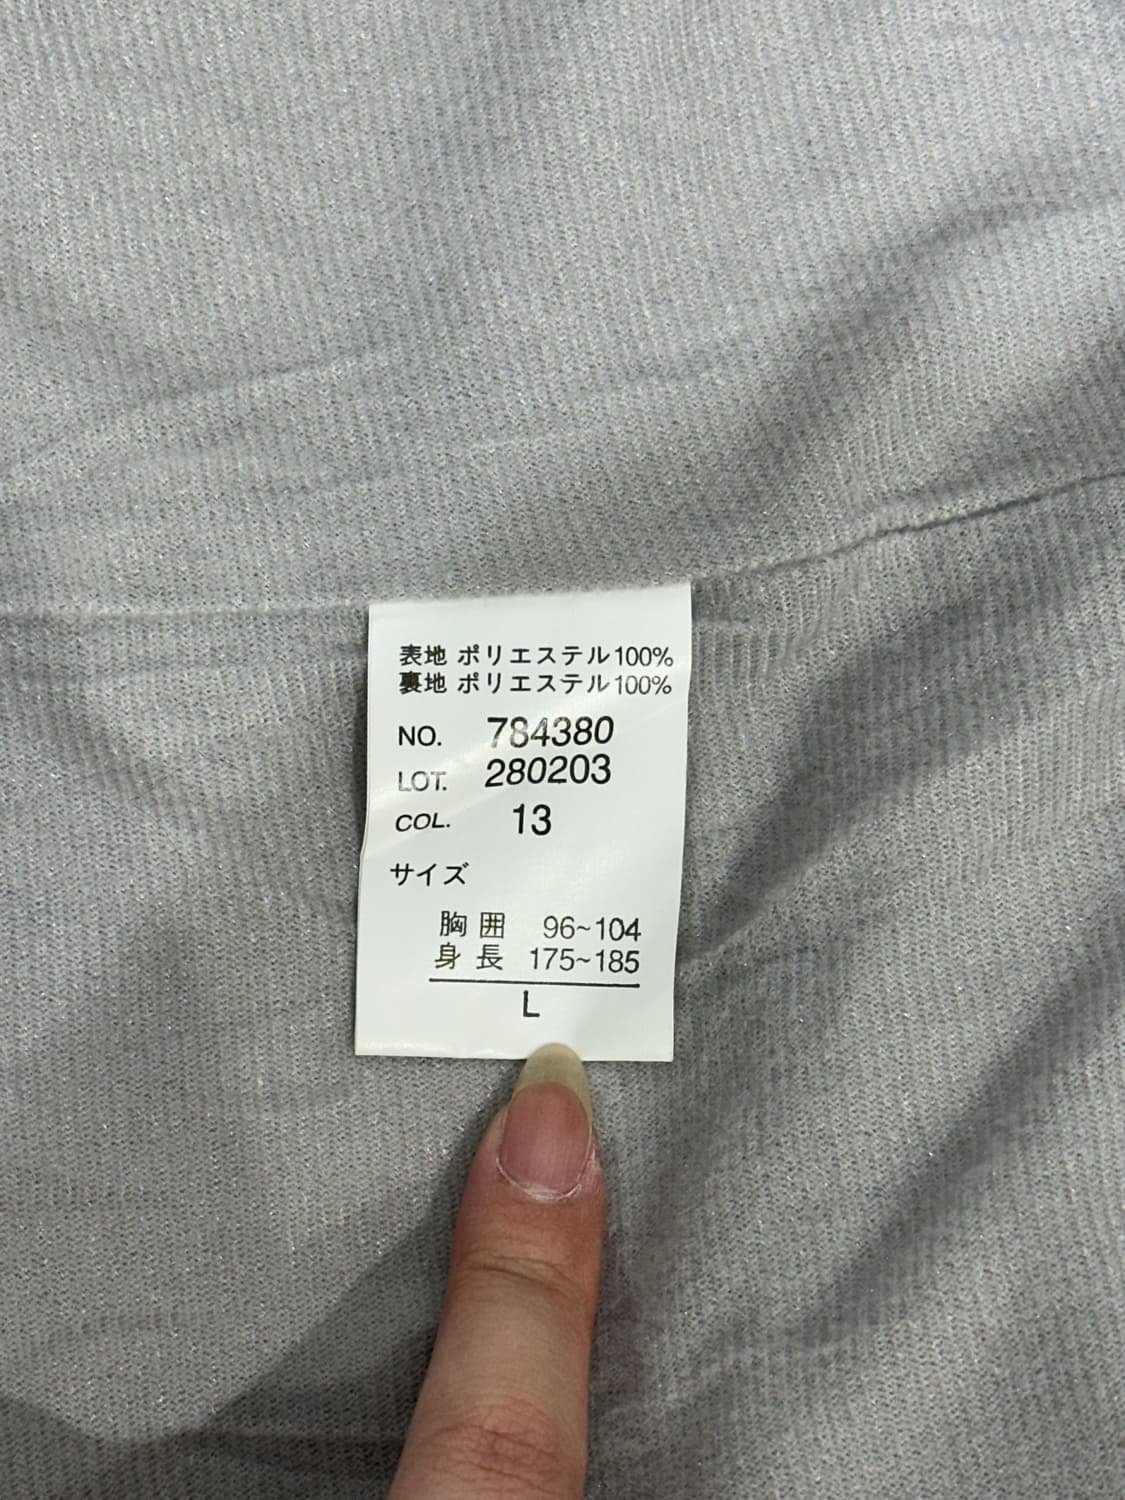 表地 ポリエステル100%
裏地 ポリエステル100%
NO. 784380
LOT. 280203
COL. 13
サイズ
胸囲 96~104
身長 175~185
L